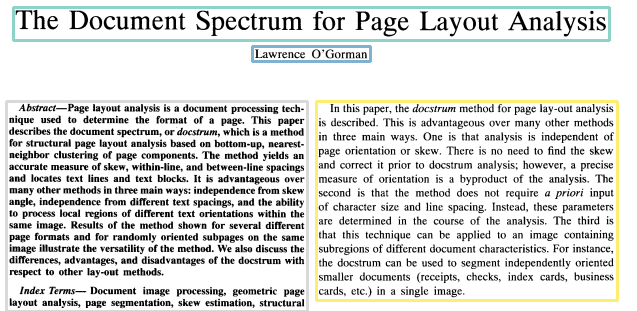 The Document Spectrum for Page Layout Analysis
Lawrence O'Gorman
Abstract—Page layout analysis is a document processing tech-
nique used to determine the format of a page. This paper
describes the document spectrum, or docstrum, which is a method
for structural page layout analysis based on bottom-up, nearest-
neighbor clustering of page components. The method yields an
accurate measure of skew, within-line, and between-line spacings
and locates text lines and text blocks. It is advantageous over
many other methods in three main ways: independence from skew
angle, independence from different text spacings, and the ability
to process local regions of different text orientations within the
same image. Results of the method shown for several different
page formats and for randomly oriented subpages on the same
image illustrate the versatility of the method. We also discuss the
differences, advantages, and disadvantages of the docstrum with
respect to other lay-out methods.
Index Terms— Document image processing, geometric page
layout analysis, page segmentation, skew estimation, structural
In this paper, the docstrum method for page lay-out analysis
is described. This is advantageous over many other methods
in three main ways. One is that analysis is independent of
page orientation or skew. There is no need to find the skew
and correct it prior to docstrum analysis; however, a precise
measure of orientation is a byproduct of the analysis. The
second is that the method does not require a priori input
of character size and line spacing. Instead, these parameters
are determined in the course of the analysis. The third is
that this technique can be applied to an image containing
subregions of different document characteristics. For instance,
the docstrum can be used to segment independently oriented
smaller documents (receipts, checks, index cards, business
cards, etc.) in a single image.